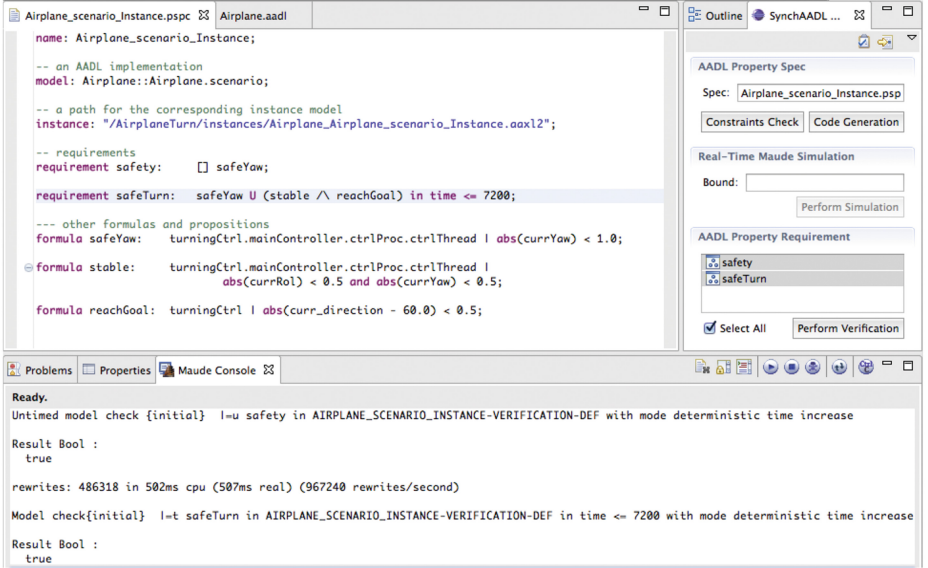 Airplane_scenario_Instance.pspc
Airplane.aadl
name: Airplane_scenario_Instance;
-- an AADL implementation
model: Airplane::Airplane.scenario;
-- a path for the corresponding instance model
instance: "/AirplaneTurn/instances/Airplane_Airplane_scenario_Instance.aaxl2";
-- requirements
requirement safety: [] safeYaw;
requirement safeTurn: safeYaw U (stable /\ reachGoal) in time <= 7200;
--- other formulas and propositions
formula safeYaw: turningCtrl.mainController.ctrlProc.ctrlThread | abs(currYaw) < 1.0;
formula stable: turningCtrl.mainController.ctrlProc.ctrlThread |
abs(currRol) < 0.5 and abs(currYaw) < 0.5;
formula reachGoal: turningCtrl | abs(curr_direction - 60.0) < 0.5;
Outline
SynchAADL ...
AADL Property Spec
Spec: Airplane_scenario_Instance.psp
Constraints Check
Code Generation
Real-Time Maude Simulation
Bound:
Perform Simulation
AADL Property Requirement
safety
safeTurn
Select All
Perform Verification
Problems
Properties
Maude Console
Ready.
Untimed model check {initial} |=u safety in AIRPLANE_SCENARIO_INSTANCE-VERIFICATION-DEF with mode deterministic time increase
Result Bool :
true
rewrites: 486318 in 502ms cpu (507ms real) (967240 rewrites/second)
Model check{initial} |=t safeTurn in AIRPLANE_SCENARIO_INSTANCE-VERIFICATION-DEF in time <= 7200 with mode deterministic time increase
Result Bool :
true